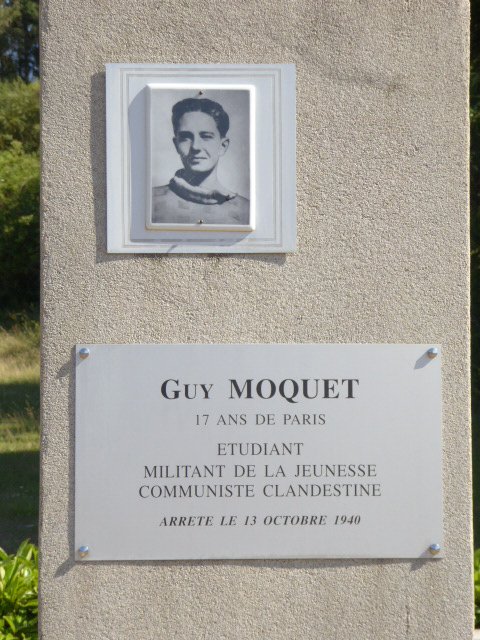 GUY MOQUET
17 ANS DE PARIS
ETUDIANT
MILITANT DE LA JEUNESSE
COMMUNISTE CLANDESTINE
ARRETE LE 13 OCTOBRE 1940